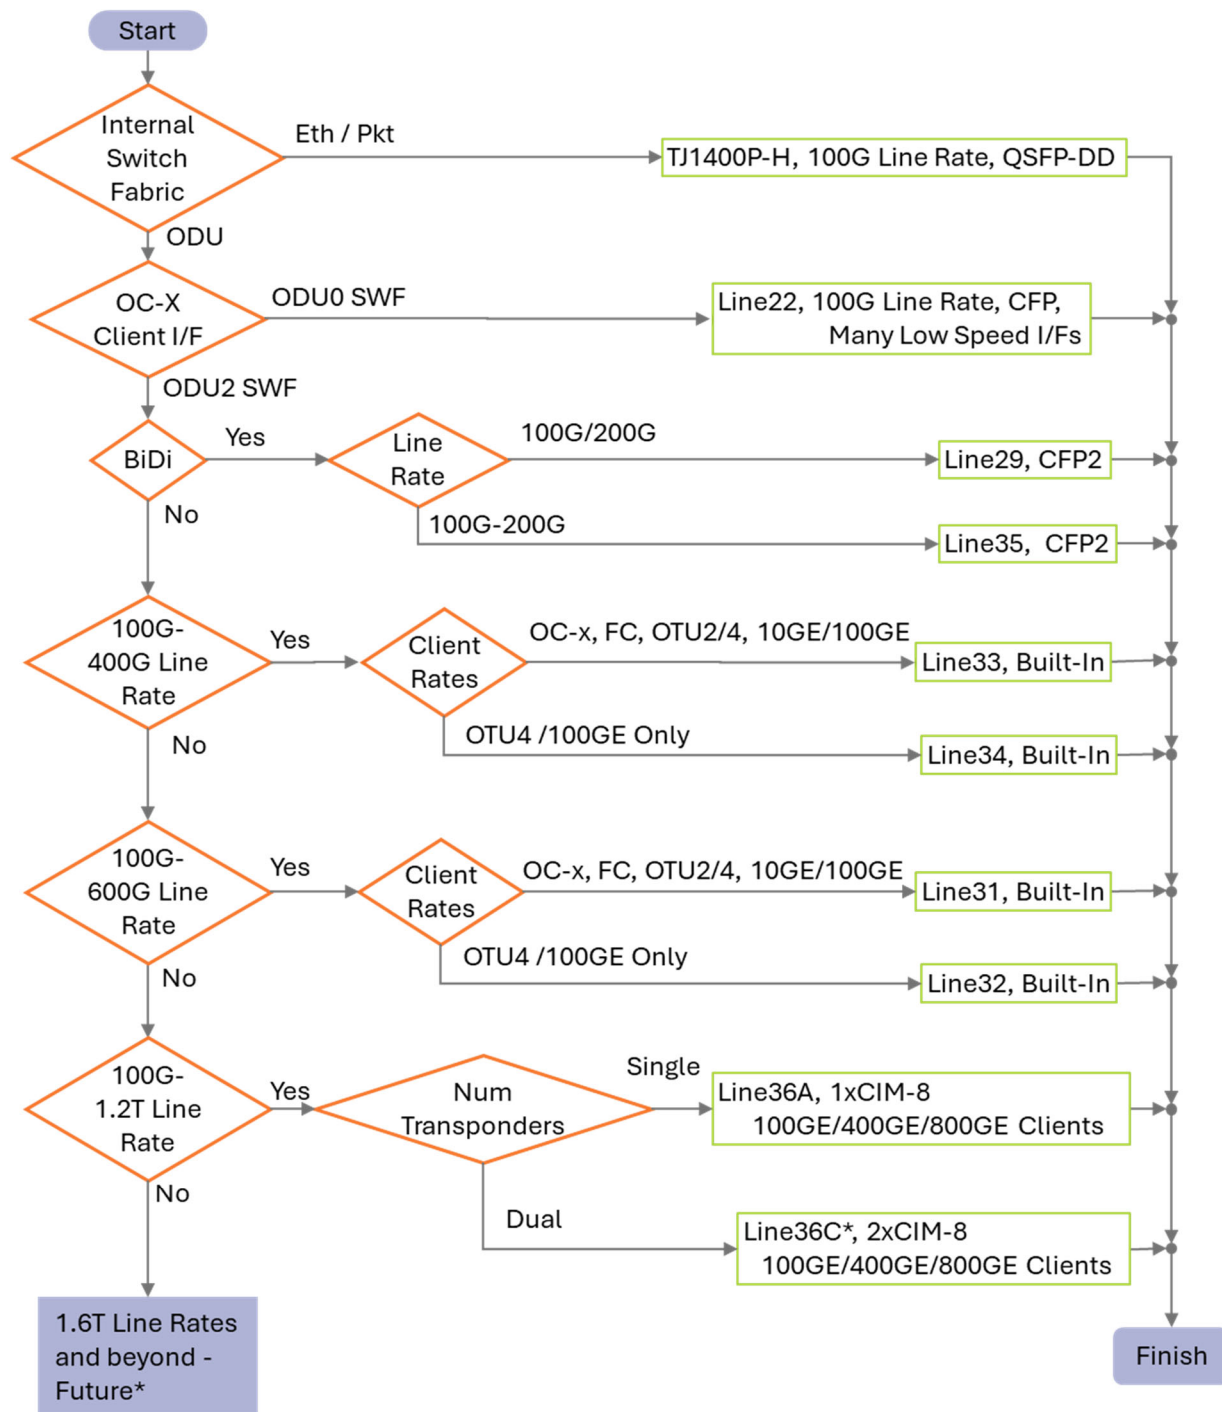 Start
Internal
Switch
Fabric
Eth / Pkt
TJ1400P-H, 100G Line Rate, QSFP-DD
ODU
OC-X
Client I/F
ODU0 SWF
Line22, 100G Line Rate, CFP,
Many Low Speed I/Fs
ODU2 SWF
BiDi
Yes
Line
Rate
100G/200G
Line29, CFP2
No
100G-200G
Line35, CFP2
100G-
400G Line
Rate
Yes
Client
Rates
OC-x, FC, OTU2/4, 10GE/100GE
Line33, Built-In
No
OTU4 /100GE Only
Line34, Built-In
100G-
600G Line
Rate
Yes
Client
Rates
OC-x, FC, OTU2/4, 10GE/100GE
Line31, Built-In
No
OTU4 /100GE Only
Line32, Built-In
100G-
1.2T Line
Rate
Yes
Num
Transponders
Single
Line36A, 1xCIM-8
100GE/400GE/800GE Clients
No
Dual
Line36C*, 2xCIM-8
100GE/400GE/800GE Clients
1.6T Line Rates
and beyond -
Future*
Finish